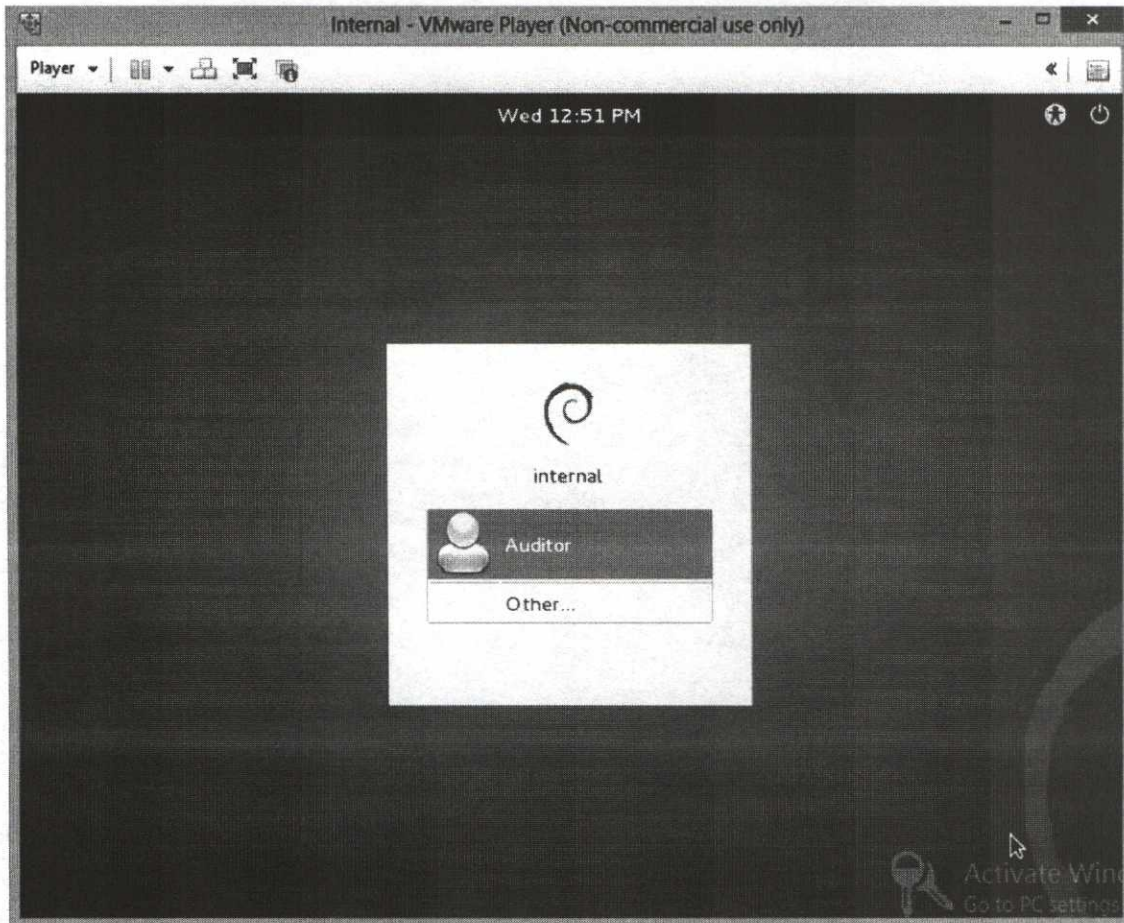 Internal - VMware Player (Non-commercial use only)
Player
Wed 12:51 PM
internal
Auditor
Other...
Activate Wind
Go to PC settings